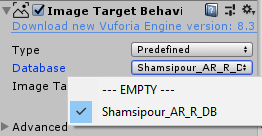 Image Target Behavi
Download new Vuforia Engine version: 8.3
Type Predefined
Database Shamsipour_AR_R_D
Image Ta
--- EMPTY ---
Shamsipour_AR_R_DB
Advanced